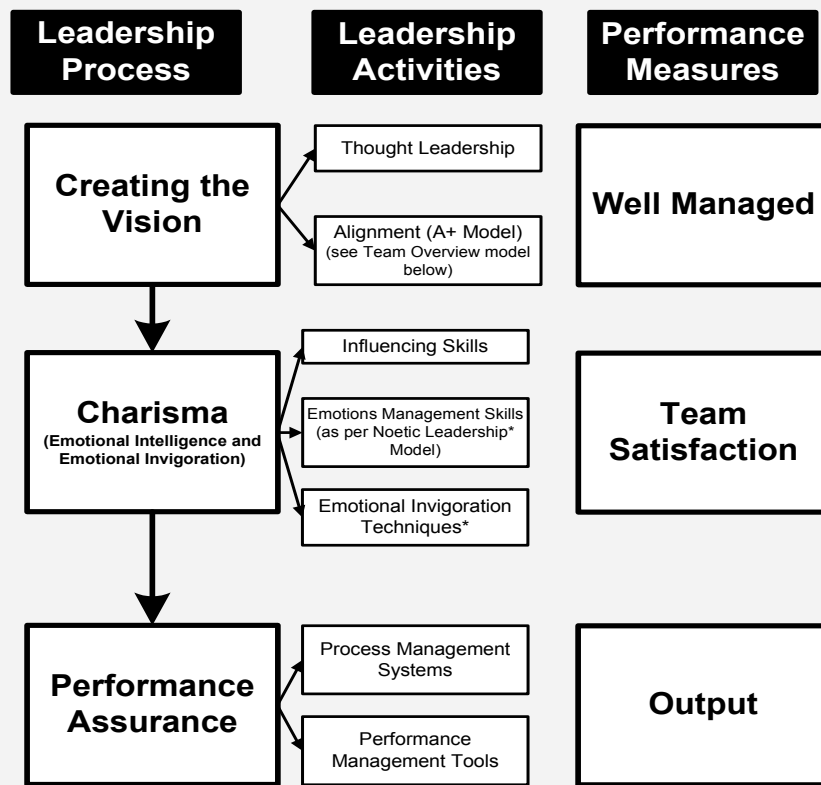 Leadership
Process
Leadership
Activities
Performance
Measures
Creating the
Vision
Thought Leadership
Alignment (A+ Model)
(see Team Overview model
below)
Well Managed
Charisma
(Emotional Intelligence and
Emotional Invigoration)
Influencing Skills
Emotions Management Skills
(as per Noetic Leadership*
Model)
Emotional Invigoration
Techniques*
Team
Satisfaction
Performance
Assurance
Process Management
Systems
Performance
Management Tools
Output